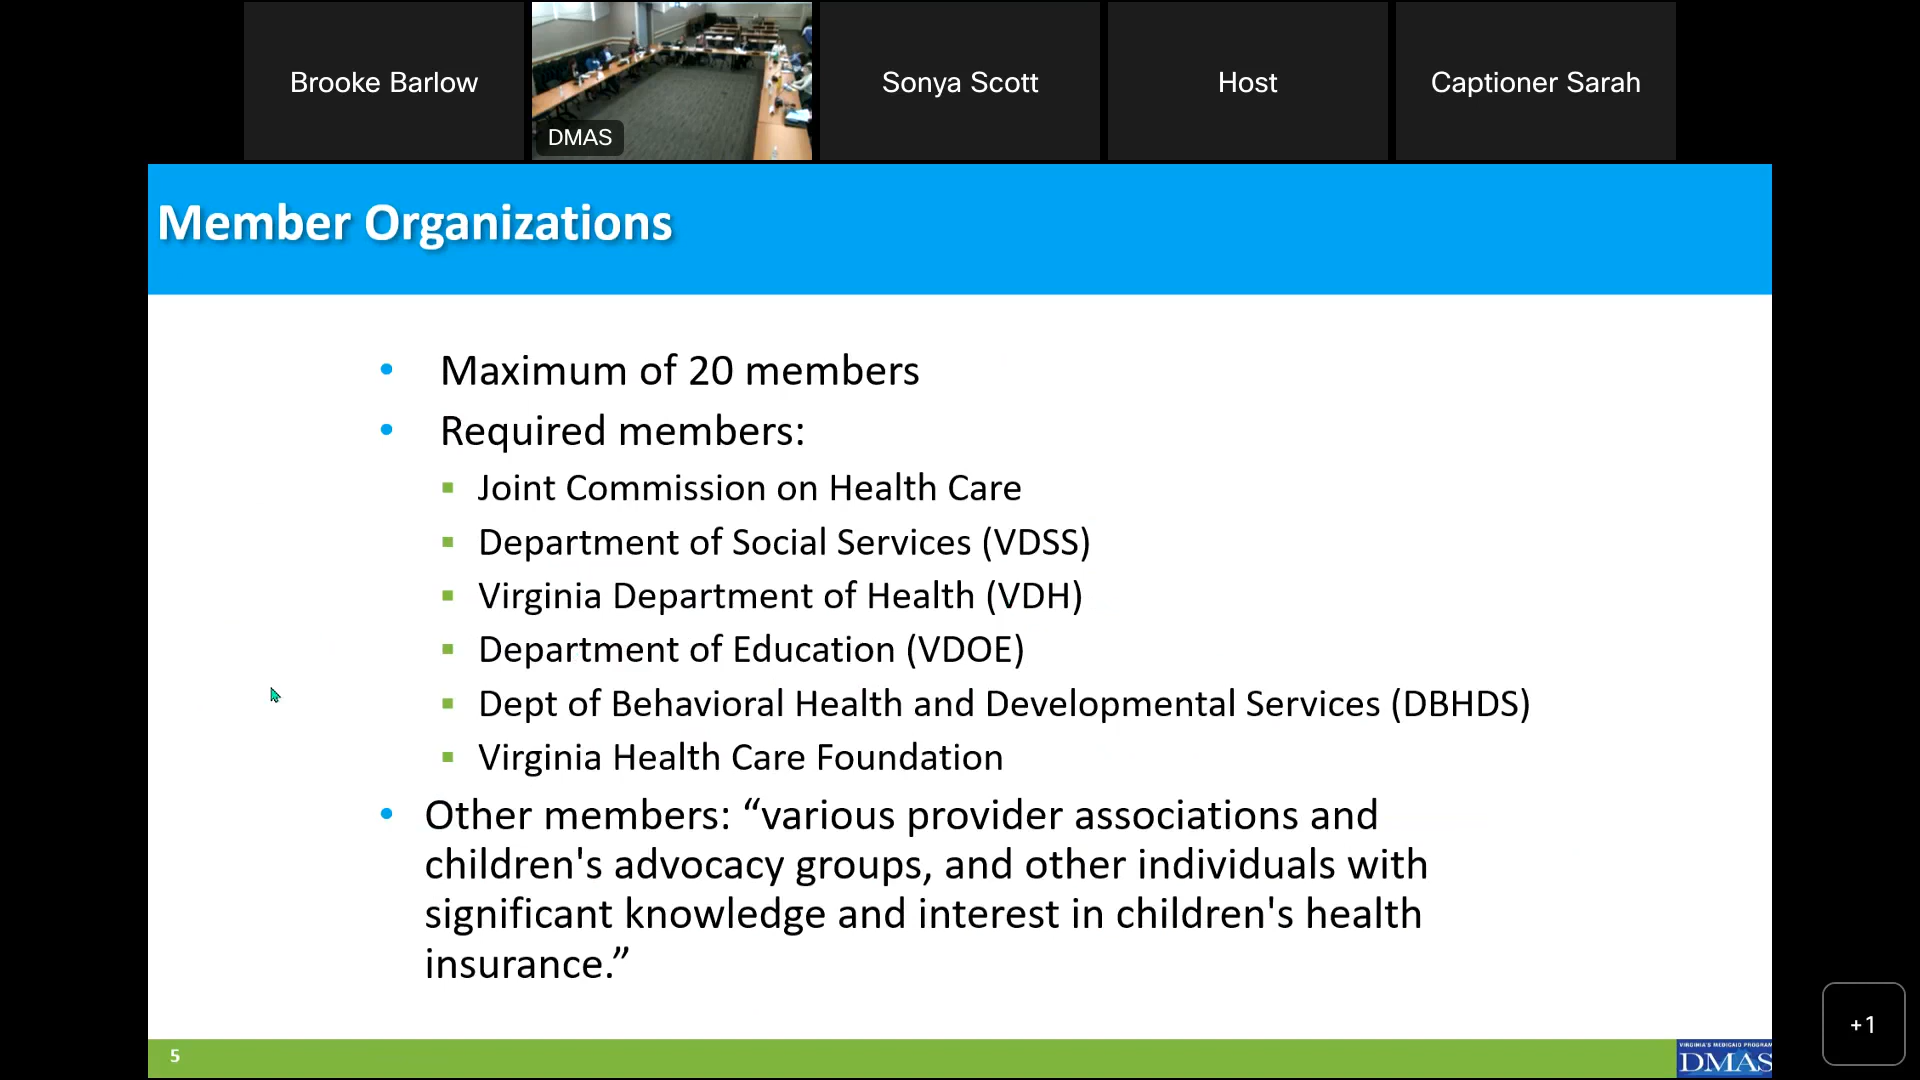 Brooke Barlow
DMAS
Sonya Scott
Host
Captioner Sarah
Member Organizations
• Maximum of 20 members
• Required members:
▪ Joint Commission on Health Care
▪ Department of Social Services (VDSS)
▪ Virginia Department of Health (VDH)
▪ Department of Education (VDOE)
▪ Dept of Behavioral Health and Developmental Services (DBHDS)
▪ Virginia Health Care Foundation
• Other members: “various provider associations and
children's advocacy groups, and other individuals with
significant knowledge and interest in children's health
insurance.”
+1
5
VIRGINIA'S MEDICAID PROGRAM
DMAS